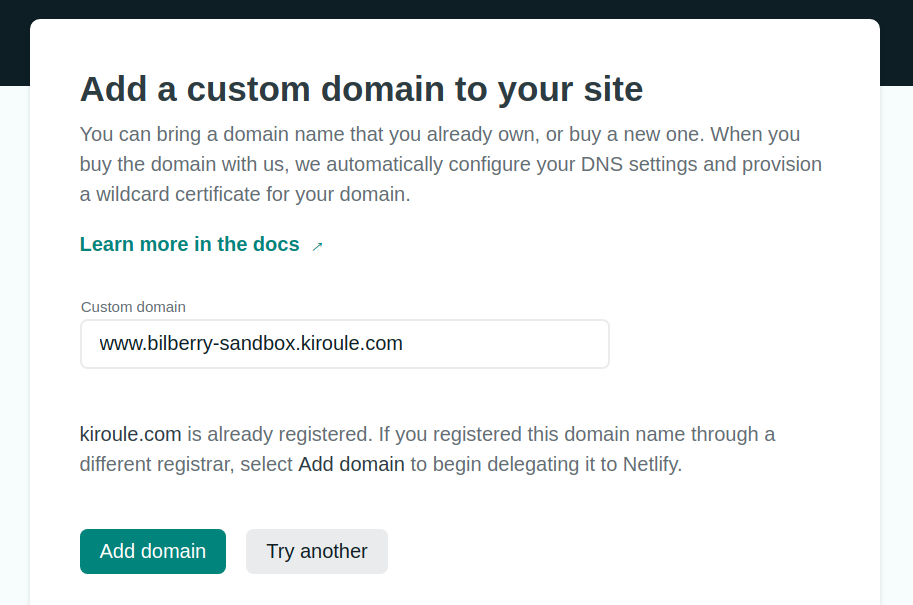 Add a custom domain to your site
You can bring a domain name that you already own, or buy a new one. When you
buy the domain with us, we automatically configure your DNS settings and provision
a wildcard certificate for your domain.
Learn more in the docs ↗
Custom domain
www.bilberry-sandbox.kiroule.com
kiroule.com is already registered. If you registered this domain name through a
different registrar, select Add domain to begin delegating it to Netlify.
Add domain Try another